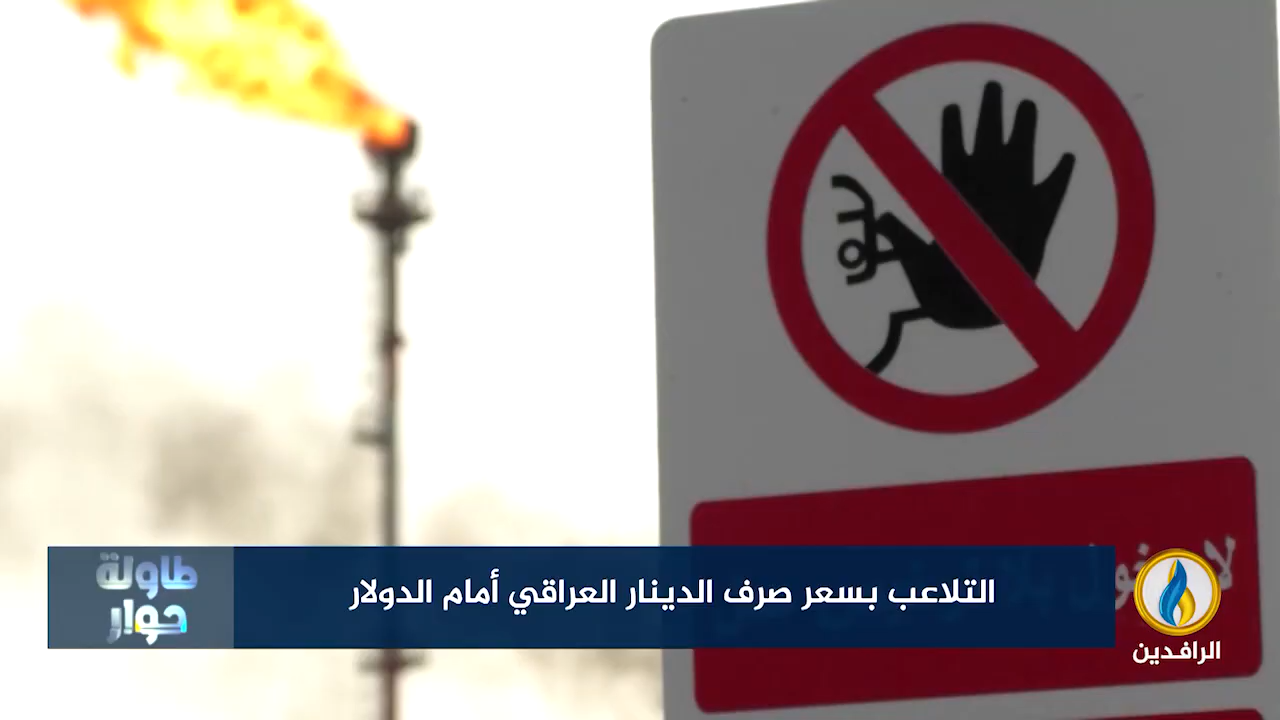 التلاعب بسعر صرف الدينار العراقي أمام الدولار
طاولة
حوار
الرافدين